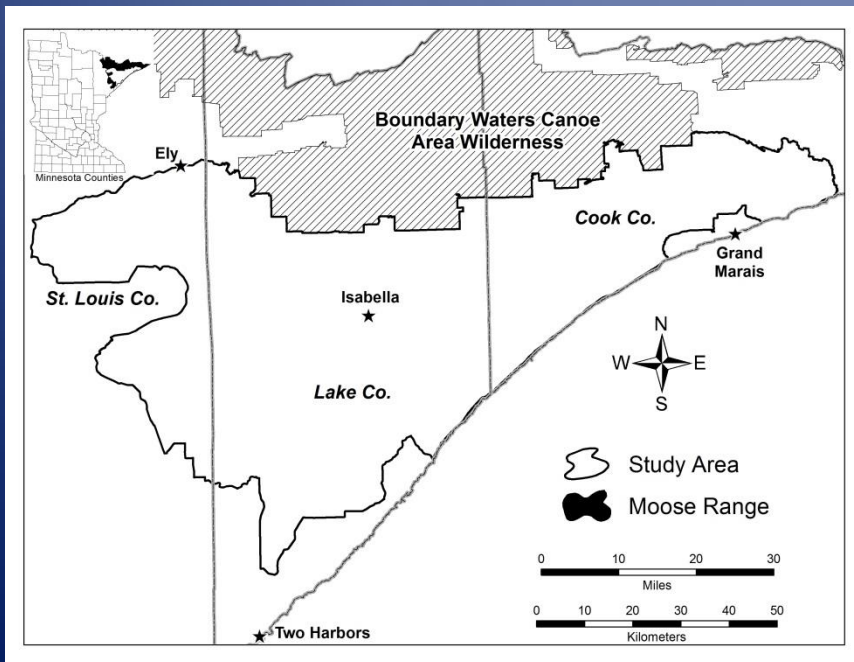 Minnesota Counties
Boundary Waters Canoe
Area Wilderness
Ely
Cook Co.
Grand
Marais
St. Louis Co.
Isabella
N
W E
S
Lake Co.
Study Area
Moose Range
0 10 20 30
Miles
0 10 20 30 40 50
Kilometers
Two Harbors